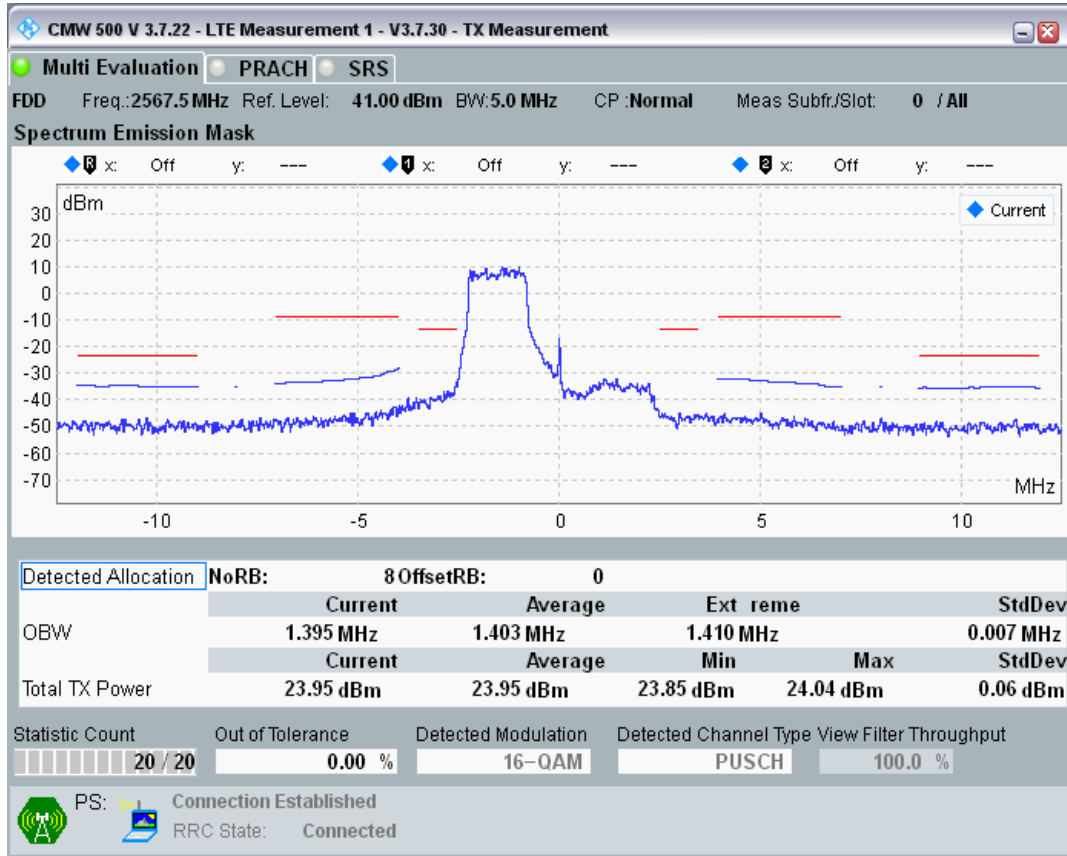 CMW 500 V 3.7.22 - LTE Measurement 1 - V3.7.30 - TX Measurement
Multi Evaluation PRACH SRS
FDD Freq.:2567.5 MHz Ref. Level: 41.00 dBm BW:5.0 MHz CP :Normal Meas Subfr./Slot: 0 / All
Spectrum Emission Mask
R x: Off y: --- 1 x: Off y: --- 2 x: Off y: ---
dBm
Current
30
20
10
0
-10
-20
-30
-40
-50
-60
-70
MHz
-10 -5 0 5 10
Detected Allocation NoRB: 8 OffsetRB: 0
Current Average Ext reme StdDev
OBW 1.395 MHz 1.403 MHz 1.410 MHz 0.007 MHz
Current Average Min Max StdDev
Total TX Power 23.95 dBm 23.95 dBm 23.85 dBm 24.04 dBm 0.06 dBm
Statistic Count Out of Tolerance Detected Modulation Detected Channel Type View Filter Throughput
20 / 20 0.00 % 16-QAM PUSCH 100.0 %
PS: Connection Established
RRC State: Connected